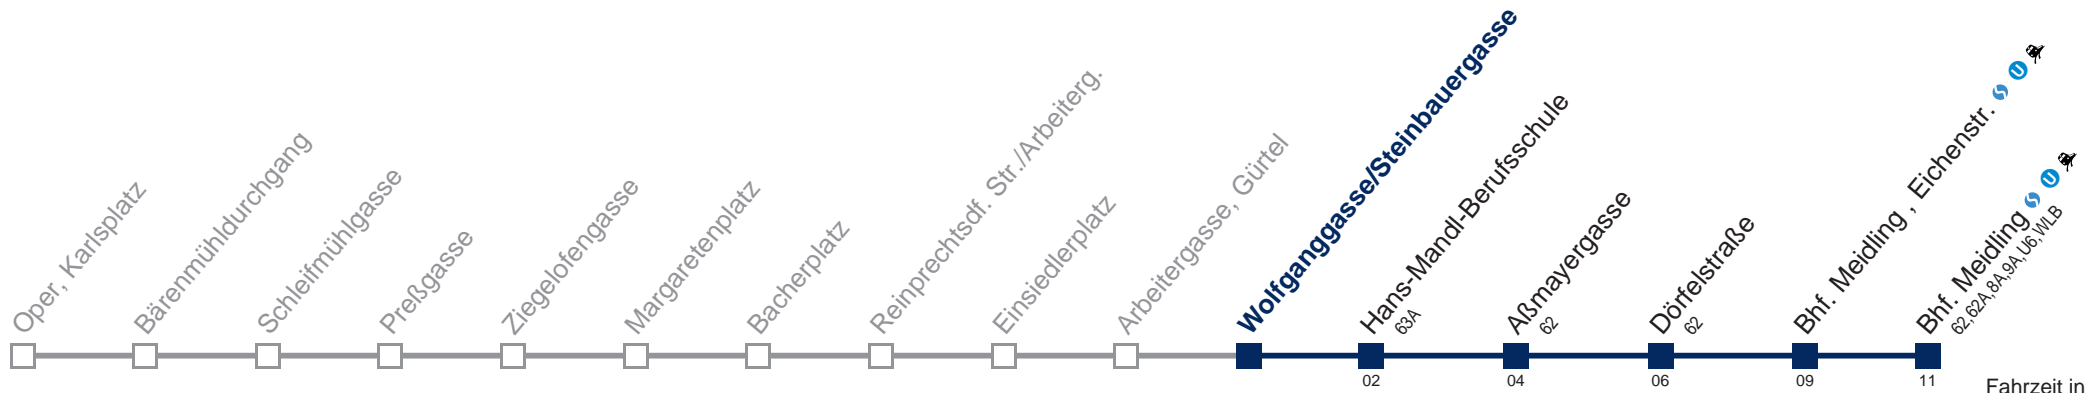 Oper, Karlsplatz
Bärenmühldurchgang
Schleifmühlgasse
Preßgasse
Ziegelofengasse
Margaretenplatz
Bacherplatz
Reinprechtsdf. Str./Arbeiterg.
Einsiedlerplatz
Arbeitergasse, Gürtel
Wolfganggasse/Steinbauergasse
Hans-Mandl-Berufsschule
63A
Aßmayergasse
62
Dörfelstraße
62
Bhf. Meidling , Eichenstr. S U
Bhf. Meidling S U
62, 62A, 8A, 9A, U6, WLB
02
04
06
09
11
Fahrzeit in